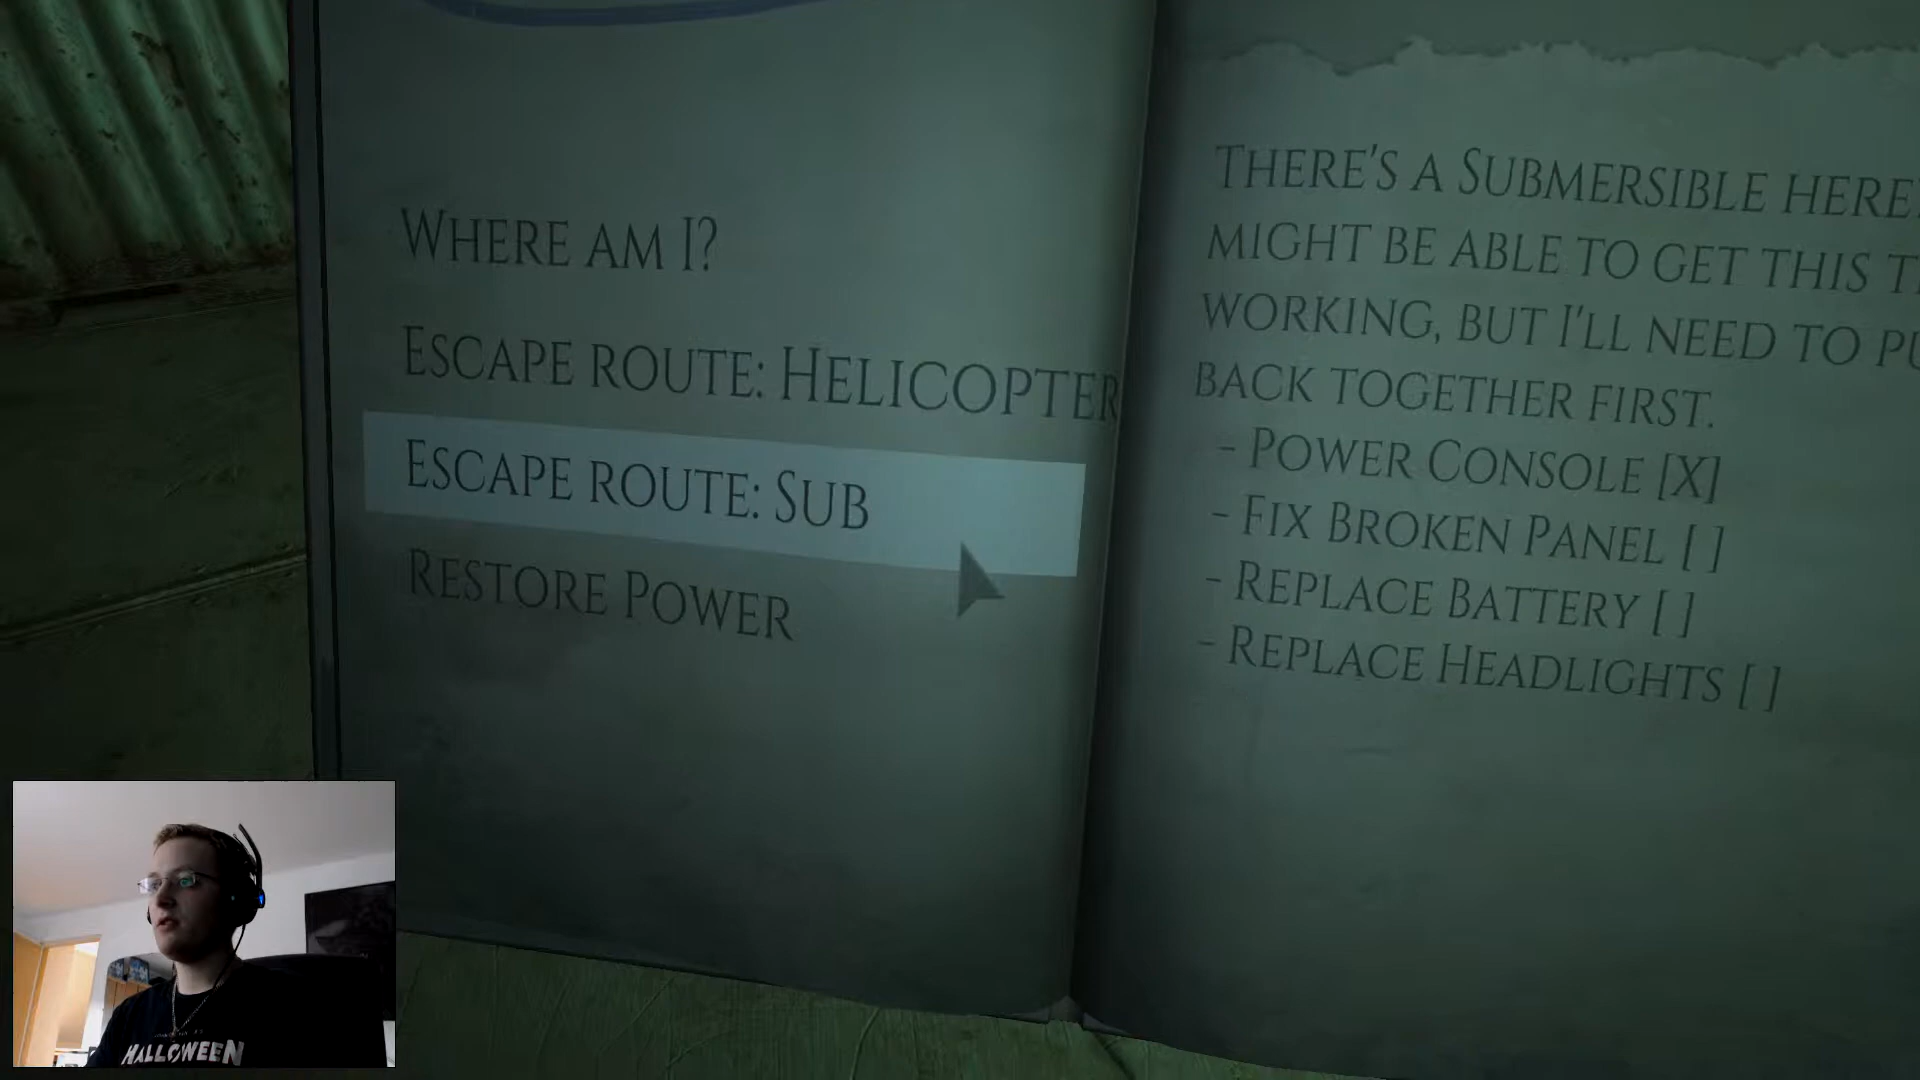 WHERE AM I?
ESCAPE ROUTE: HELICOPTER
ESCAPE ROUTE: SUB
RESTORE POWER
THERE'S A SUBMERSIBLE HERE!
MIGHT BE ABLE TO GET THIS
WORKING, BUT I'LL NEED TO
BACK TOGETHER FIRST.
- POWER CONSOLE [X]
- FIX BROKEN PANEL [ ]
- REPLACE BATTERY [ ]
- REPLACE HEADLIGHTS [ ]
HALLOWEEN